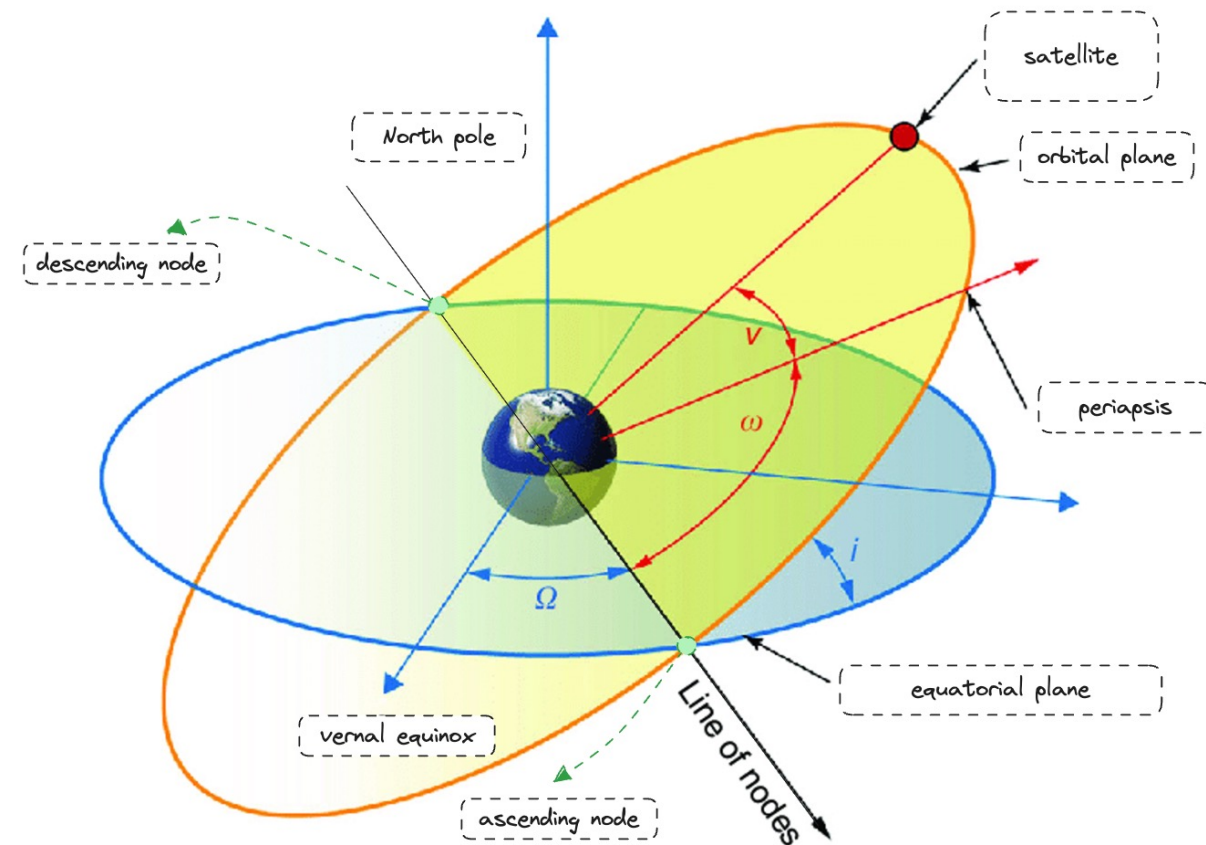 satellite
North pole
orbital plane
descending node
v
periapsis
ω
i
Ω
equatorial plane
Line of nodes
vernal equinox
ascending node